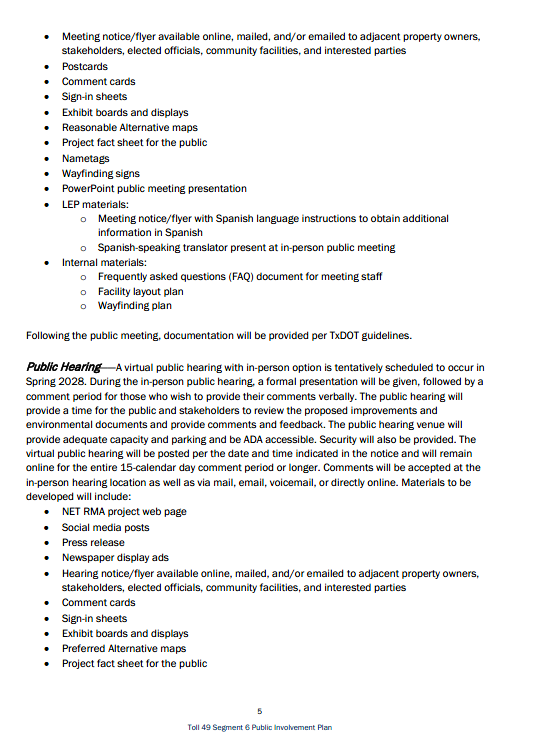 • Meeting notice/flyer available online, mailed, and/or emailed to adjacent property owners,
stakeholders, elected officials, community facilities, and interested parties
• Postcards
• Comment cards
• Sign-in sheets
• Exhibit boards and displays
• Reasonable Alternative maps
• Project fact sheet for the public
• Nametags
• Wayfinding signs
• PowerPoint public meeting presentation
• LEP materials:
o Meeting notice/flyer with Spanish language instructions to obtain additional
information in Spanish
o Spanish-speaking translator present at in-person public meeting
• Internal materials:
o Frequently asked questions (FAQ) document for meeting staff
o Facility layout plan
o Wayfinding plan
Following the public meeting, documentation will be provided per TxDOT guidelines.
Public Hearing—A virtual public hearing with in-person option is tentatively scheduled to occur in
Spring 2028. During the in-person public hearing, a formal presentation will be given, followed by a
comment period for those who wish to provide their comments verbally. The public hearing will
provide a time for the public and stakeholders to review the proposed improvements and
environmental documents and provide comments and feedback. The public hearing venue will
provide adequate capacity and parking and be ADA accessible. Security will also be provided. The
virtual public hearing will be posted per the date and time indicated in the notice and will remain
online for the entire 15-calendar day comment period or longer. Comments will be accepted at the
in-person hearing location as well as via mail, email, voicemail, or directly online. Materials to be
developed will include:
• NET RMA project web page
• Social media posts
• Press release
• Newspaper display ads
• Hearing notice/flyer available online, mailed, and/or emailed to adjacent property owners,
stakeholders, elected officials, community facilities, and interested parties
• Comment cards
• Sign-in sheets
• Exhibit boards and displays
• Preferred Alternative maps
• Project fact sheet for the public
5
Toll 49 Segment 6 Public Involvement Plan